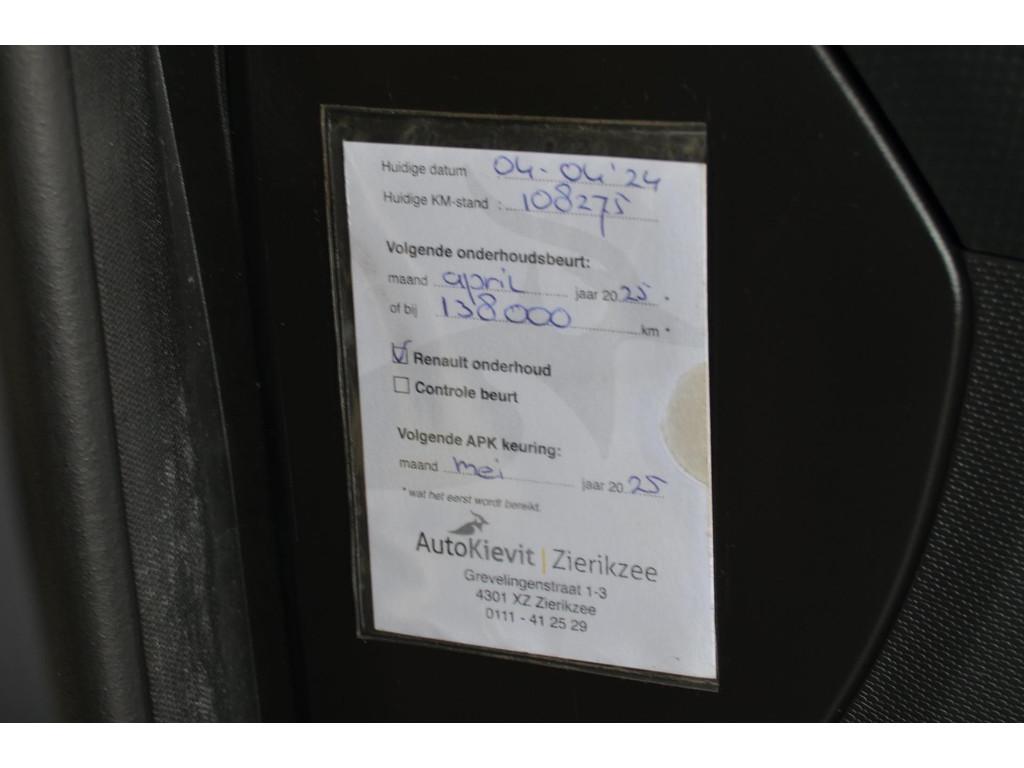 Huidige datum 04-04'24
Huidige KM-stand : 108275
Volgende onderhoudsbeurt:
maand april jaar 2025.
of bij 138.000 km *
Renault onderhoud
Controle beurt
Volgende APK keuring:
maand mei jaar 2025
* wat het eerst wordt bereikt.
AutoKievit | Zierikzee
Grevelingenstraat 1-3
4301 XZ Zierikzee
0111 - 41 25 29